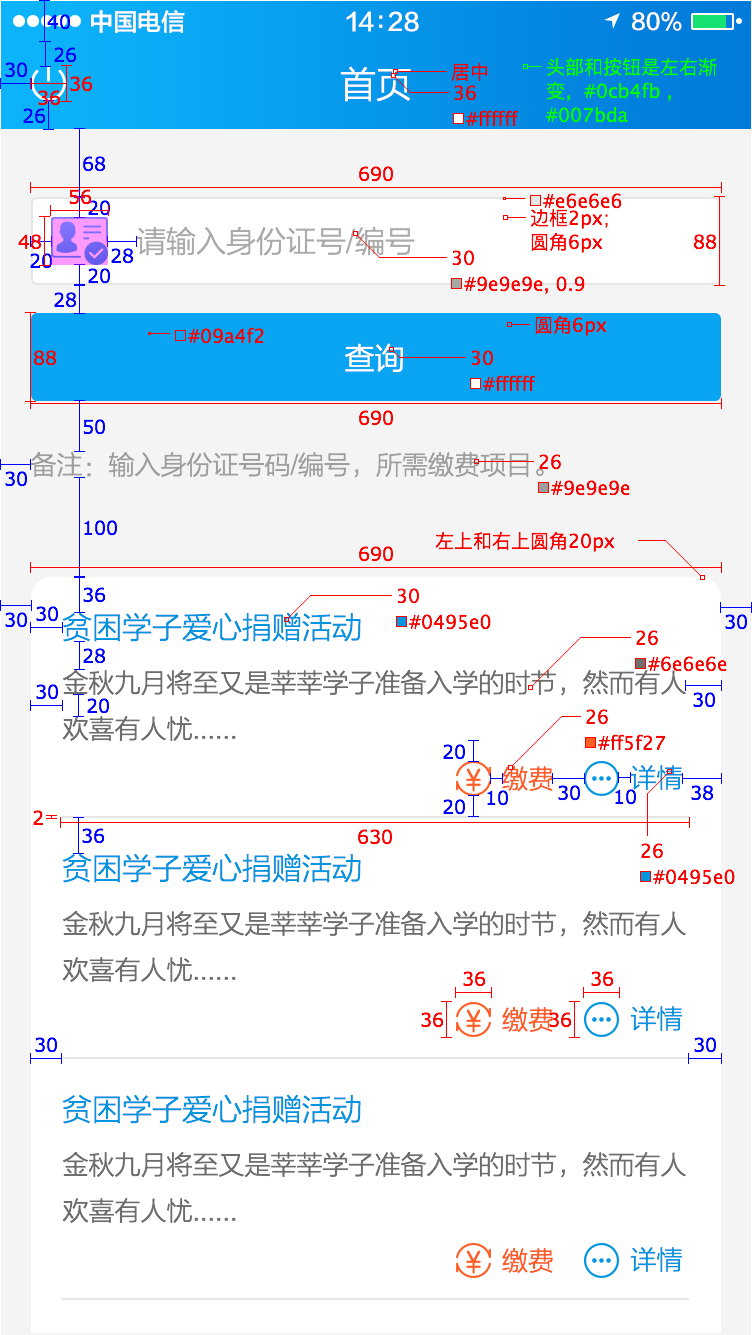 中国电信 14:28 80%
40
26
30 36 首页 居中 头部和按钮是左右渐
36 36 变，#0cb4fb，
26 #ffffff #007bda
68
690
56 #e6e6e6
20 边框2px;
48 请输入身份证号/编号 圆角6px 88
20 28 30
20 #9e9e9e, 0.9
28
#09a4f2 圆角6px
88 查询 30
#ffffff
690
50
备注：输入身份证号码/编号，所需缴费项目。 26
30 #9e9e9e
100
左上和右上圆角20px
690
36 30
30 30 #0495e0 30
贫困学子爱心捐赠活动
28 26
#6e6e6e
金秋九月将至又是莘莘学子准备入学的时节，然而有人
30 20 30
26
欢喜有人忧......
20 #ff5f27
缴费 详情
20 10 30 10 38
2
36 630
26
贫困学子爱心捐赠活动 #0495e0
金秋九月将至又是莘莘学子准备入学的时节，然而有人
欢喜有人忧......
36 36
36 缴费 36 详情
30 30
贫困学子爱心捐赠活动
金秋九月将至又是莘莘学子准备入学的时节，然而有人
欢喜有人忧......
缴费 详情